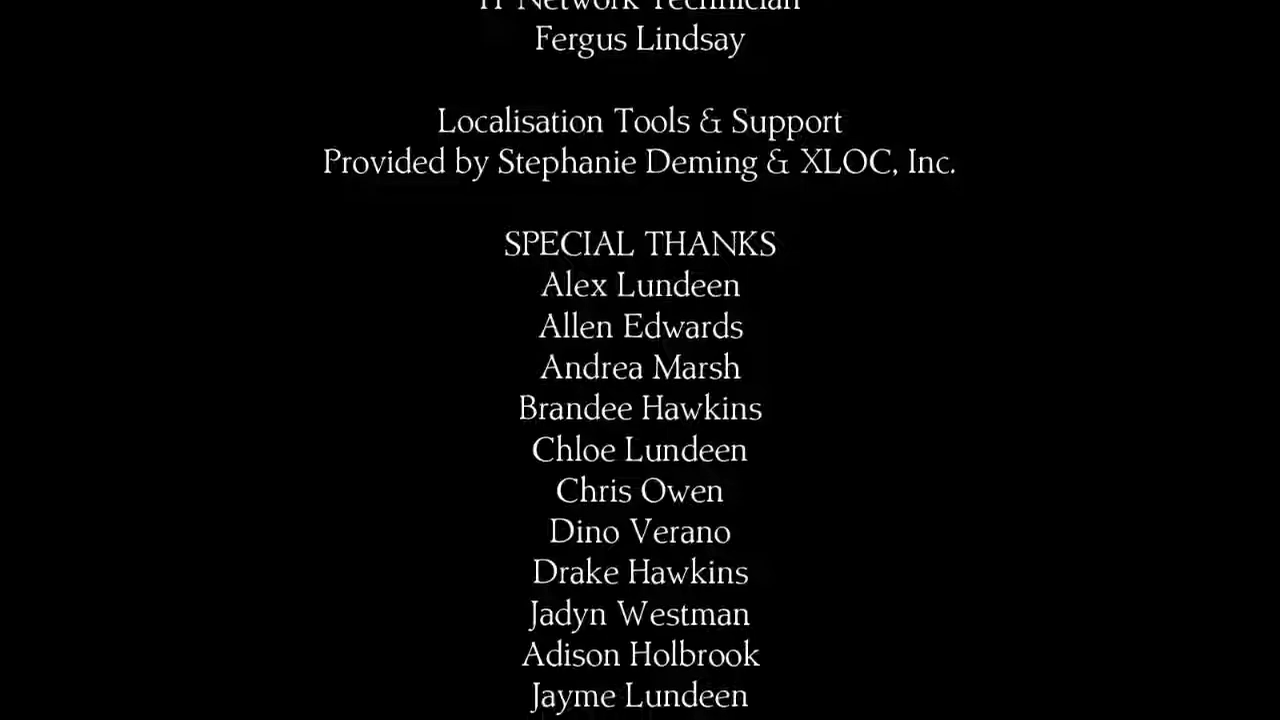 IT Network Technician
Fergus Lindsay
Localisation Tools & Support
Provided by Stephanie Deming & XLOC, Inc.
SPECIAL THANKS
Alex Lundeen
Allen Edwards
Andrea Marsh
Brandee Hawkins
Chloe Lundeen
Chris Owen
Dino Verano
Drake Hawkins
Jadyn Westman
Adison Holbrook
Jayme Lundeen